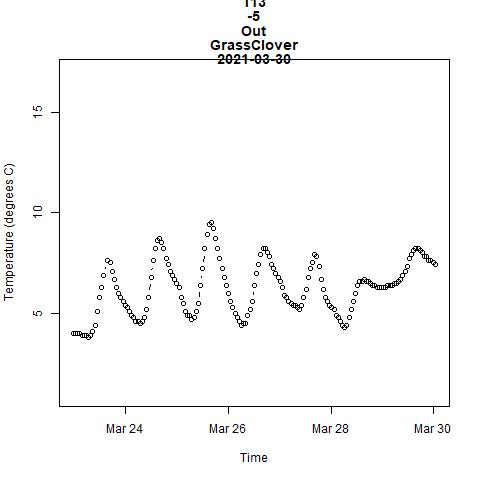 T13
-5
Out
GrassClover
2021-03-30
Temperature (degrees C)
15
10
5
Mar 24 Mar 26 Mar 28 Mar 30
Time